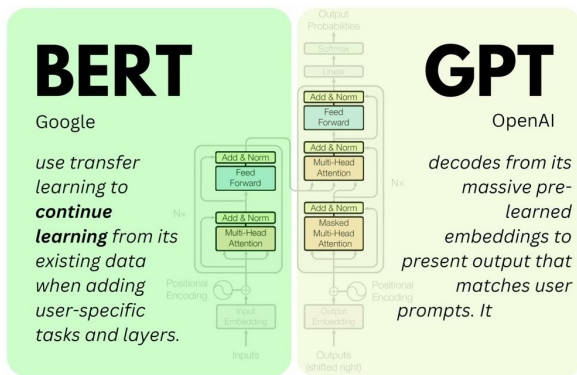 BERT
Google
use transfer
learning to
continue
learning from its
existing data
when adding
user-specific
tasks and layers.
Add & Norm
Feed
Forward
Nx
Add & Norm
Multi-Head
Attention
Positional
Encoding
Input
Embedding
Inputs
Output
Probabilities
Softmax
Linear
Add & Norm
Feed
Forward
Add & Norm
Multi-Head
Attention
Nx
Add & Norm
Masked
Multi-Head
Attention
Positional
Encoding
Output
Embedding
Outputs
(shifted right)
GPT
OpenAI
decodes from its
massive pre-
learned
embeddings to
present output that
matches user
prompts. It